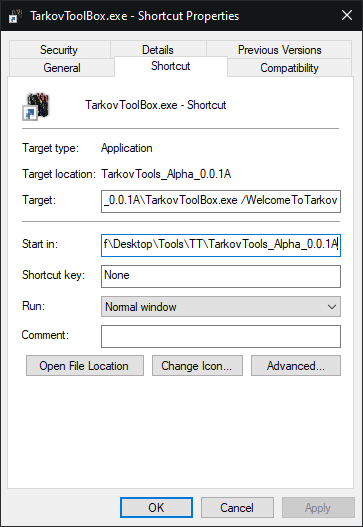 TarkovToolBox.exe - Shortcut Properties
Security Details Previous Versions
General Shortcut Compatibility
TarkovToolBox.exe - Shortcut
Target type: Application
Target location: TarkovTools_Alpha_0.0.1A
Target: _0.0.1A\TarkovToolBox.exe /WelcomeToTarkov
Start in: f\Desktop\Tools\TT\TarkovTools_Alpha_0.0.1A
Shortcut key: None
Run: Normal window
Comment:
Open File Location Change Icon... Advanced...
OK Cancel Apply